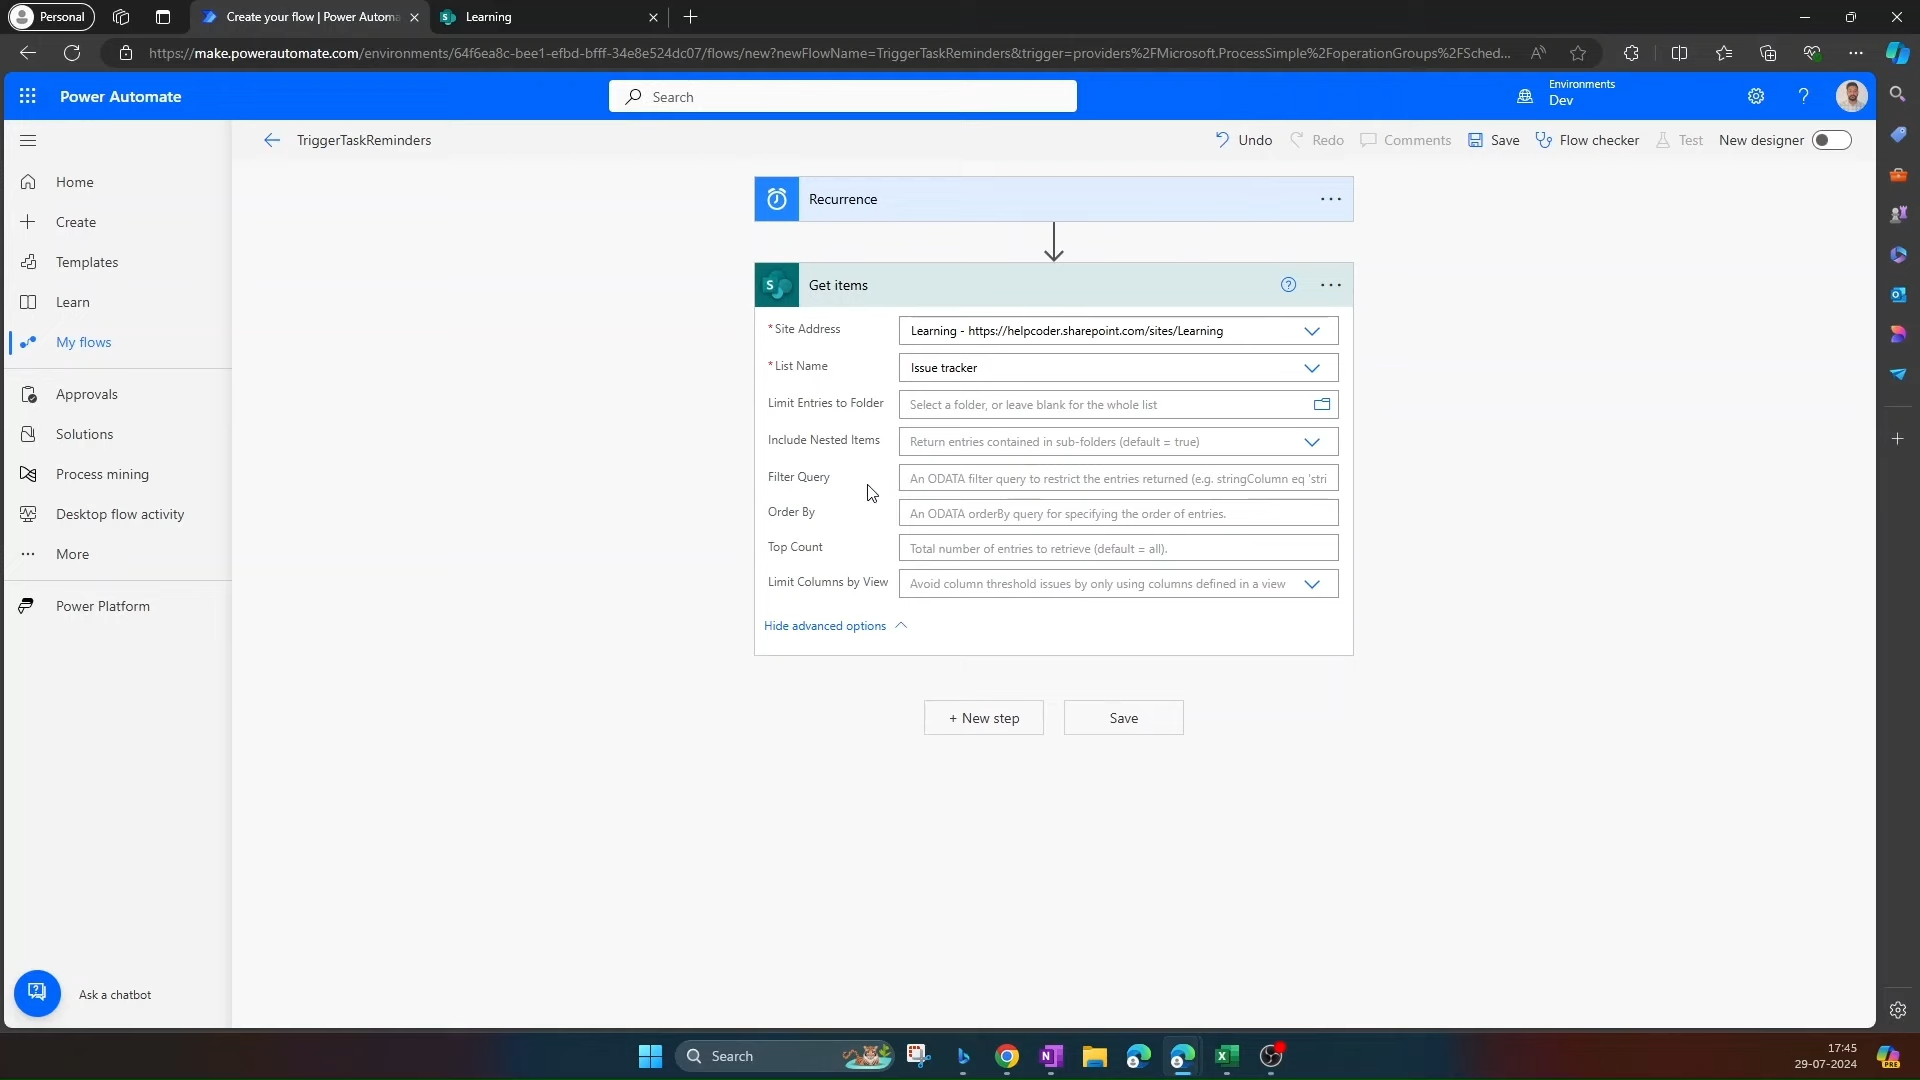 Personal
Create your flow | Power Automa
Learning
https://make.powerautomate.com/environments/64f6ea8c-bee1-efbd-bfff-34e8e524dc07/flows/new?newFlowName=TriggerTaskReminders&trigger=providers%2FMicrosoft.ProcessSimple%2FoperationGroups%2FSched...
Power Automate
Search
Environments
Dev
TriggerTaskReminders
Undo
Redo
Comments
Save
Flow checker
Test
New designer
Home
Create
Templates
Learn
My flows
Approvals
Solutions
Process mining
Desktop flow activity
More
Power Platform
Ask a chatbot
Recurrence
Get items
* Site Address
Learning - https://helpcoder.sharepoint.com/sites/Learning
* List Name
Issue tracker
Limit Entries to Folder
Select a folder, or leave blank for the whole list
Include Nested Items
Return entries contained in sub-folders (default = true)
Filter Query
An ODATA filter query to restrict the entries returned (e.g. stringColumn eq 'stri
Order By
An ODATA orderBy query for specifying the order of entries.
Top Count
Total number of entries to retrieve (default = all).
Limit Columns by View
Avoid column threshold issues by only using columns defined in a view
Hide advanced options
+ New step
Save
Search
17:45
29-07-2024
PRE